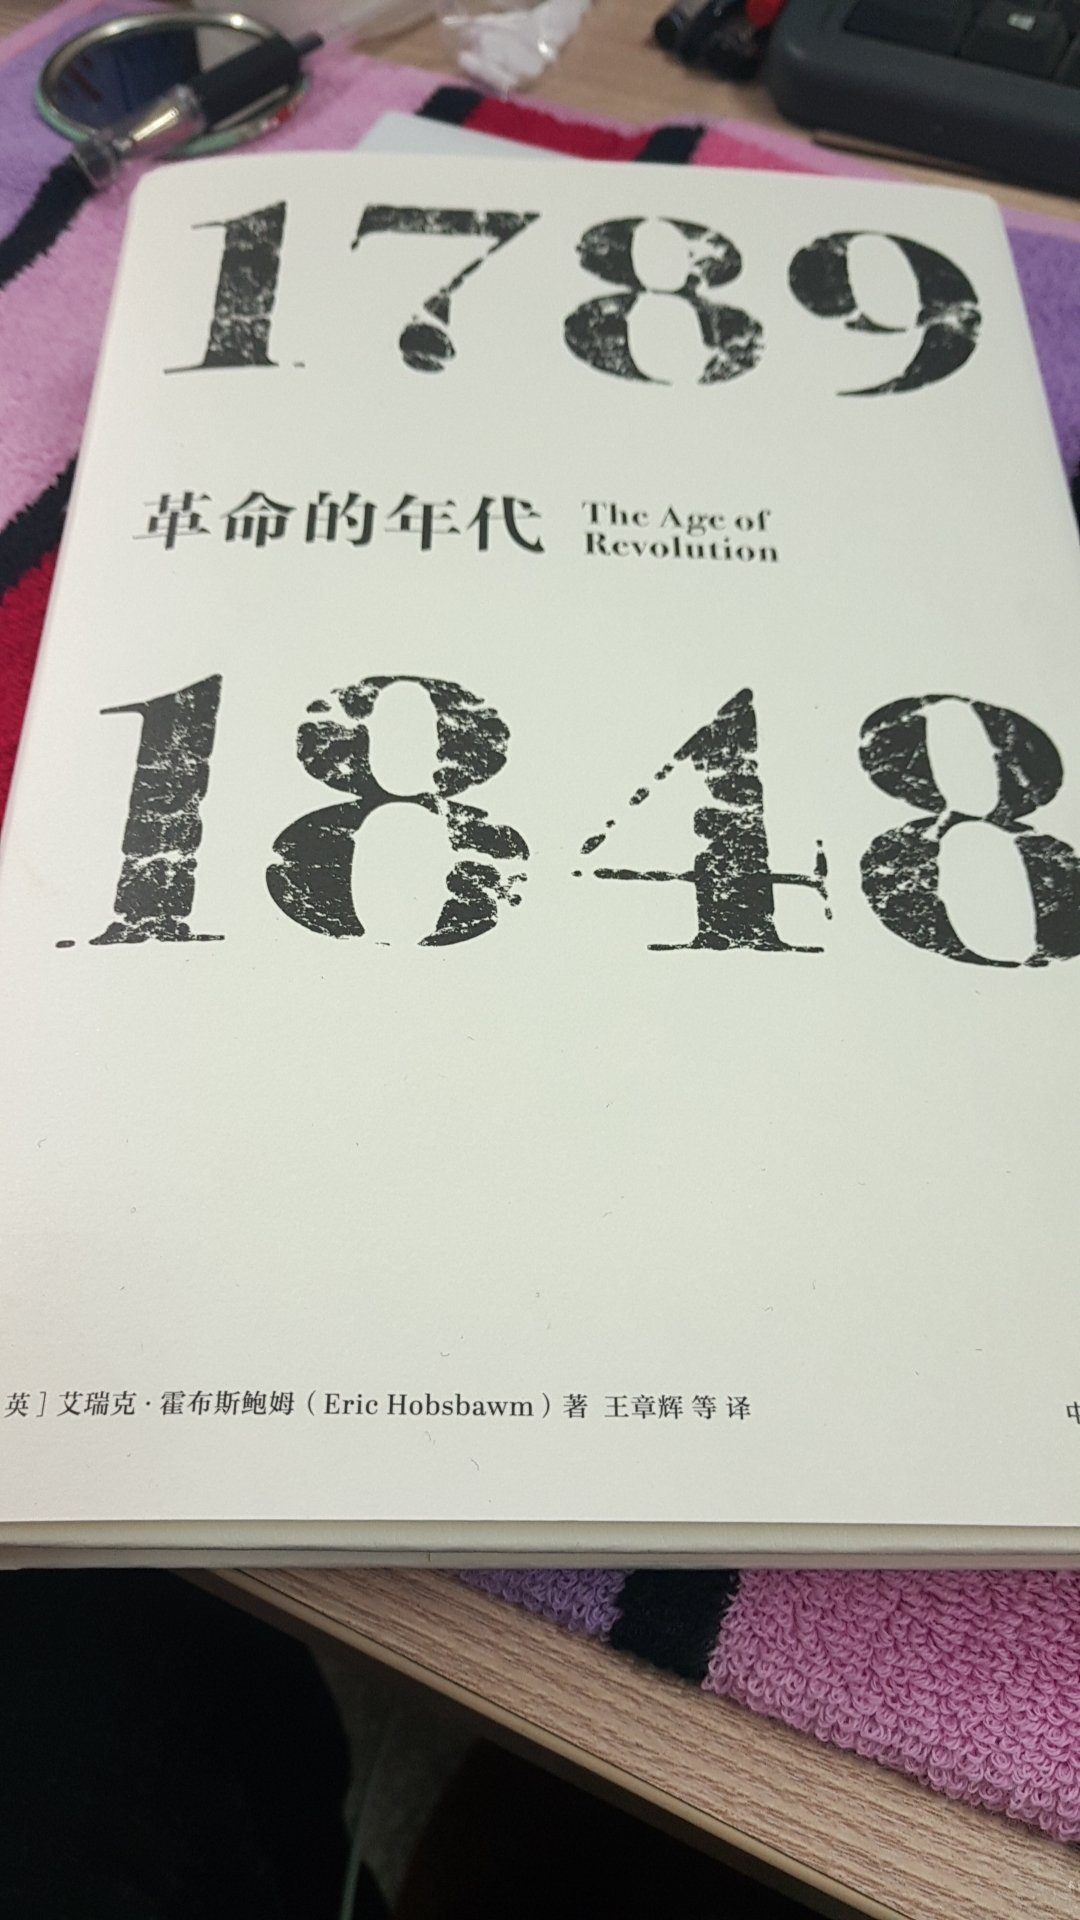 1789
革命的年代
The Age of
Revolution
1848
英］艾瑞克·霍布斯鲍姆（Eric Hobsbawm）著 王章辉 等 译
中